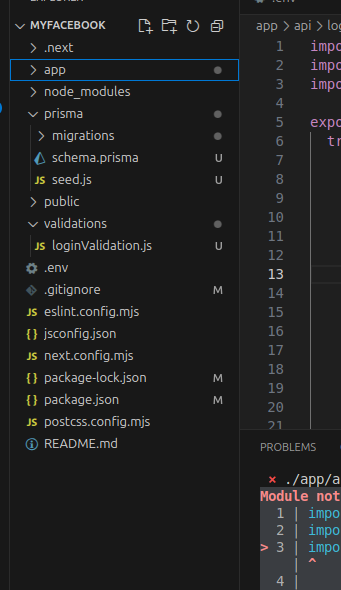 MYFACEBOOK
.next
app
node_modules
prisma
migrations
schema.prisma U
JS seed.js U
public
validations
JS loginValidation.js U
.env
.gitignore M
JS eslint.config.mjs
{} jsconfig.json
JS next.config.mjs
{} package-lock.json M
{} package.json M
JS postcss.config.mjs
README.md
.env
app > api > log
1 impo
2 impo
3 impo
4
5 expo
6 tr
7
8
9
10
11
12
13
14
15
16
17
18
19
20
21
PROBLEMS
× ./app/a
Module not
1 | impo
2 | impo
> 3 | impo
| ^
4 |